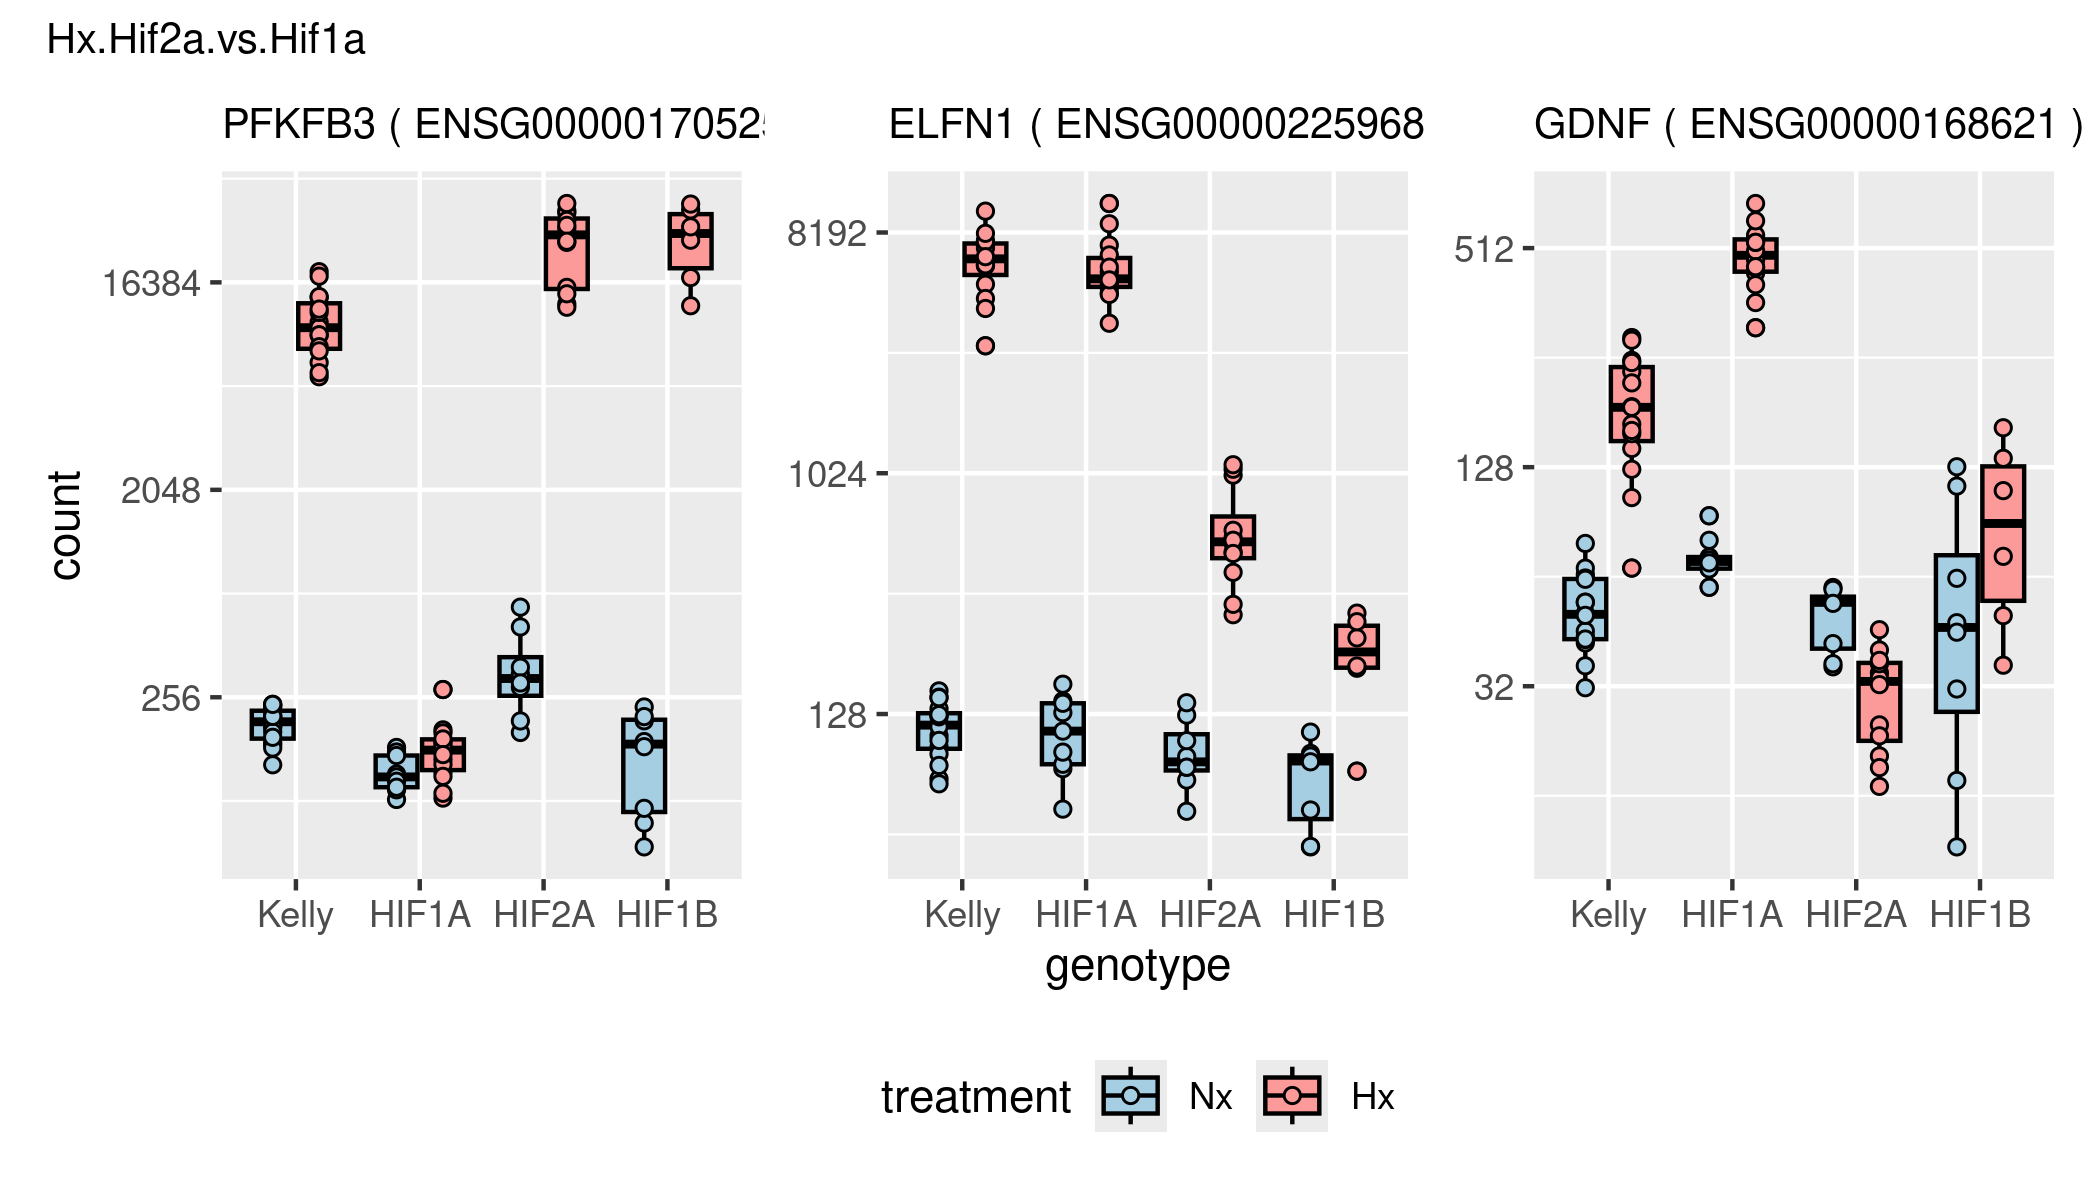 Hx.Hif2a.vs.Hif1a
PFKFB3 ( ENSG00000170525
ELFN1 ( ENSG00000225968
GDNF ( ENSG00000168621 )
count
16384
2048
256
8192
1024
128
512
128
32
Kelly HIF1A HIF2A HIF1B
Kelly HIF1A HIF2A HIF1B
Kelly HIF1A HIF2A HIF1B
genotype
treatment Nx Hx